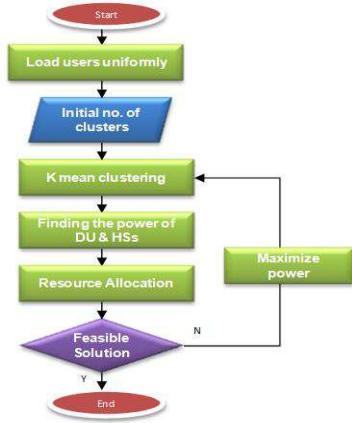 Start
Load users uniformly
Initial no. of
clusters
K mean clustering
Finding the power of
DU & HSs
Maximize
power
Resource Allocation
Feasible
Solution
N
Y
End